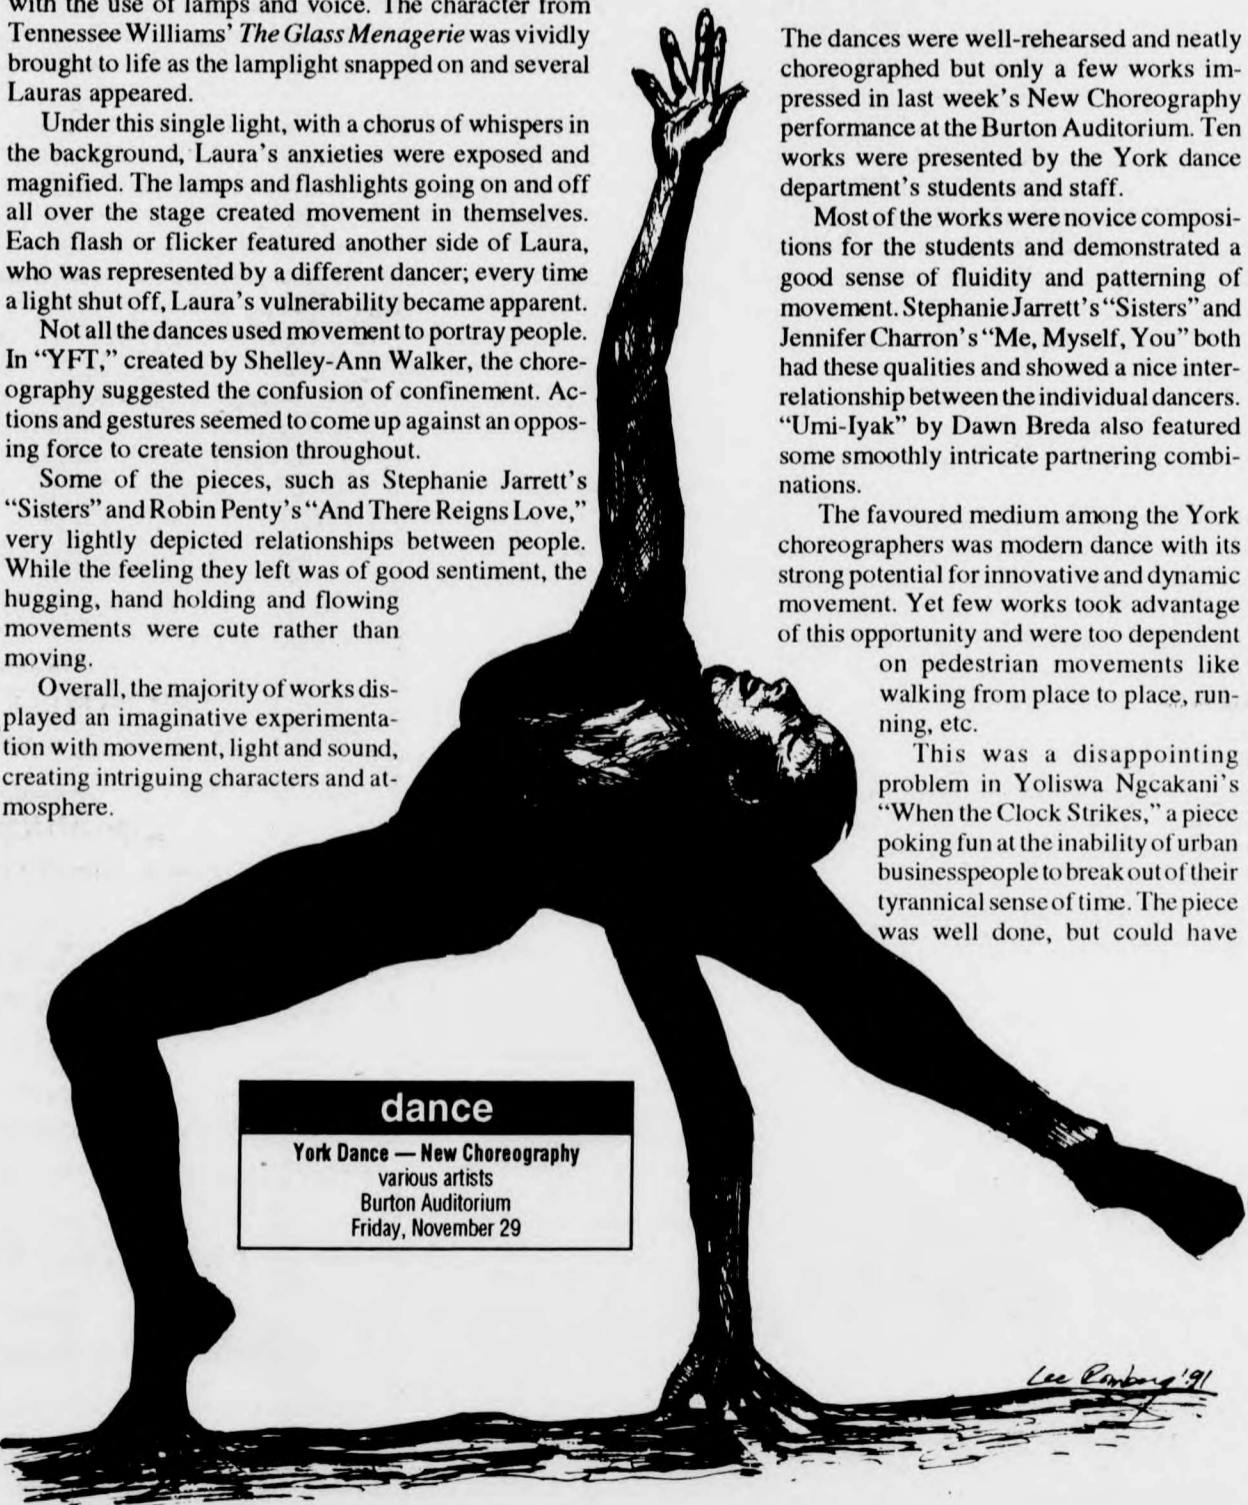 with the use of lamps and voice. The character from
Tennessee Williams' The Glass Menagerie was vividly
brought to life as the lamplight snapped on and several
Lauras appeared.
Under this single light, with a chorus of whispers in
the background, Laura's anxieties were exposed and
magnified. The lamps and flashlights going on and off
all over the stage created movement in themselves.
Each flash or flicker featured another side of Laura,
who was represented by a different dancer; every time
a light shut off, Laura's vulnerability became apparent.
Not all the dances used movement to portray people.
In “YFT,” created by Shelley-Ann Walker, the chore-
ography suggested the confusion of confinement. Ac-
tions and gestures seemed to come up against an oppos-
ing force to create tension throughout.
Some of the pieces, such as Stephanie Jarrett's
“Sisters” and Robin Penty's “And There Reigns Love,”
very lightly depicted relationships between people.
While the feeling they left was of good sentiment, the
hugging, hand holding and flowing
movements were cute rather than
moving.
Overall, the majority of works dis-
played an imaginative experimenta-
tion with movement, light and sound,
creating intriguing characters and at-
mosphere.
The dances were well-rehearsed and neatly
choreographed but only a few works im-
pressed in last week's New Choreography
performance at the Burton Auditorium. Ten
works were presented by the York dance
department's students and staff.
Most of the works were novice composi-
tions for the students and demonstrated a
good sense of fluidity and patterning of
movement. Stephanie Jarrett's “Sisters” and
Jennifer Charron's “Me, Myself, You” both
had these qualities and showed a nice inter-
relationship between the individual dancers.
“Umi-Iyak” by Dawn Breda also featured
some smoothly intricate partnering combi-
nations.
The favoured medium among the York
choreographers was modern dance with its
strong potential for innovative and dynamic
movement. Yet few works took advantage
of this opportunity and were too dependent
on pedestrian movements like
walking from place to place, run-
ning, etc.
This was a disappointing
problem in Yoliswa Ngcakani's
“When the Clock Strikes,” a piece
poking fun at the inability of urban
businesspeople to break out of their
tyrannical sense of time. The piece
was well done, but could have
dance
York Dance — New Choreography
various artists
Burton Auditorium
Friday, November 29
Lee Romberg '91